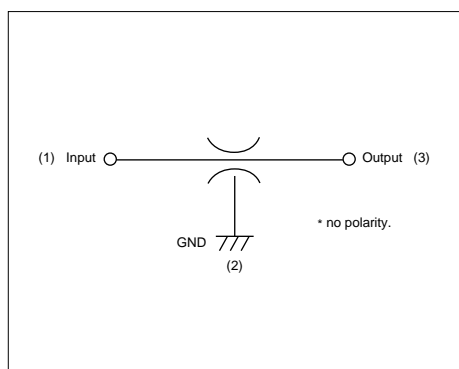 (1) Input Output (3)
* no polarity.
GND
(2)